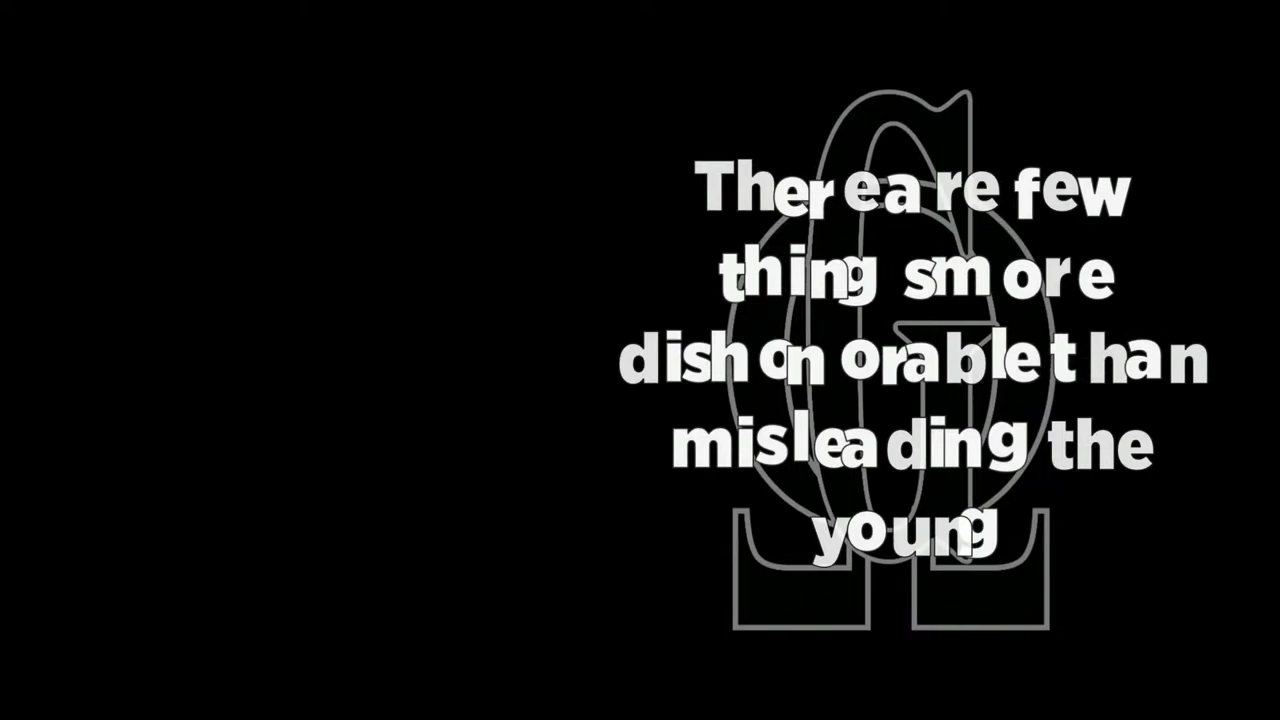 There are few
things more
dishonorable than
misleading the
young